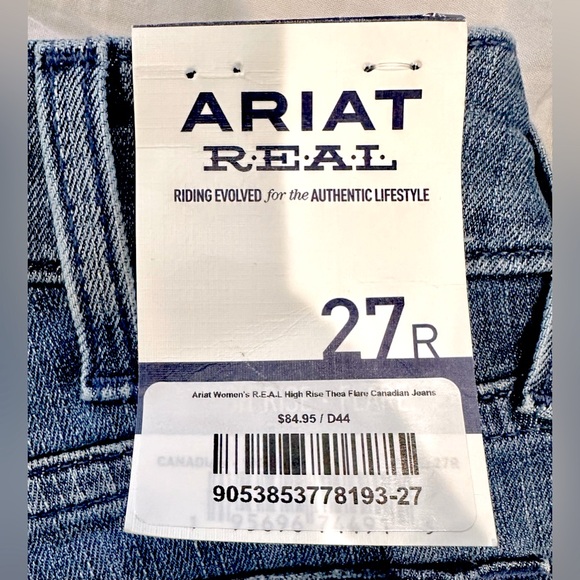 ARIAT
R·E·A·L
RIDING EVOLVED for the AUTHENTIC LIFESTYLE
27R
Ariat Women's R.E.A.L High Rise Thea Flare Canadian Jeans
$84.95 / D44
9053853778193-27